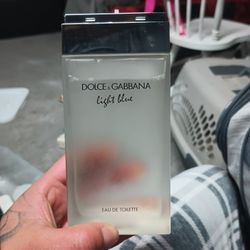 DOLCE & GABBANA
light blue
EAU DE TOILETTE